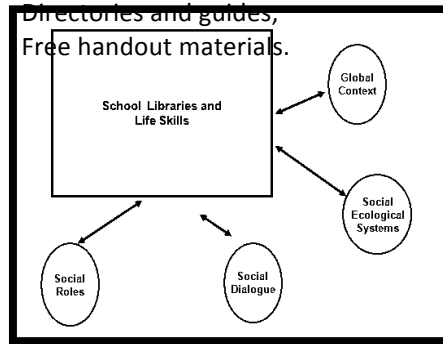 Directories and guides,
Free handout materials.
School Libraries and
Life Skills
Global
Context
Social
Ecological
Systems
Social
Roles
Social
Dialogue